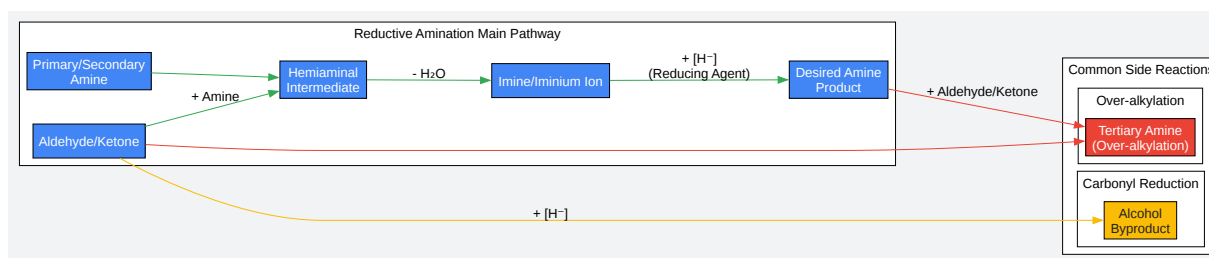 Reductive Amination Main Pathway
Primary/Secondary
Amine
Hemiaminal
Intermediate
- H₂O
Imine/Iminium Ion
+ [H⁻]
(Reducing Agent)
Desired Amine
Product
+ Amine
Aldehyde/Ketone
+ Aldehyde/Ketone
Common Side Reactions
Over-alkylation
Tertiary Amine
(Over-alkylation)
Carbonyl Reduction
Alcohol
Byproduct
+ [H⁻]